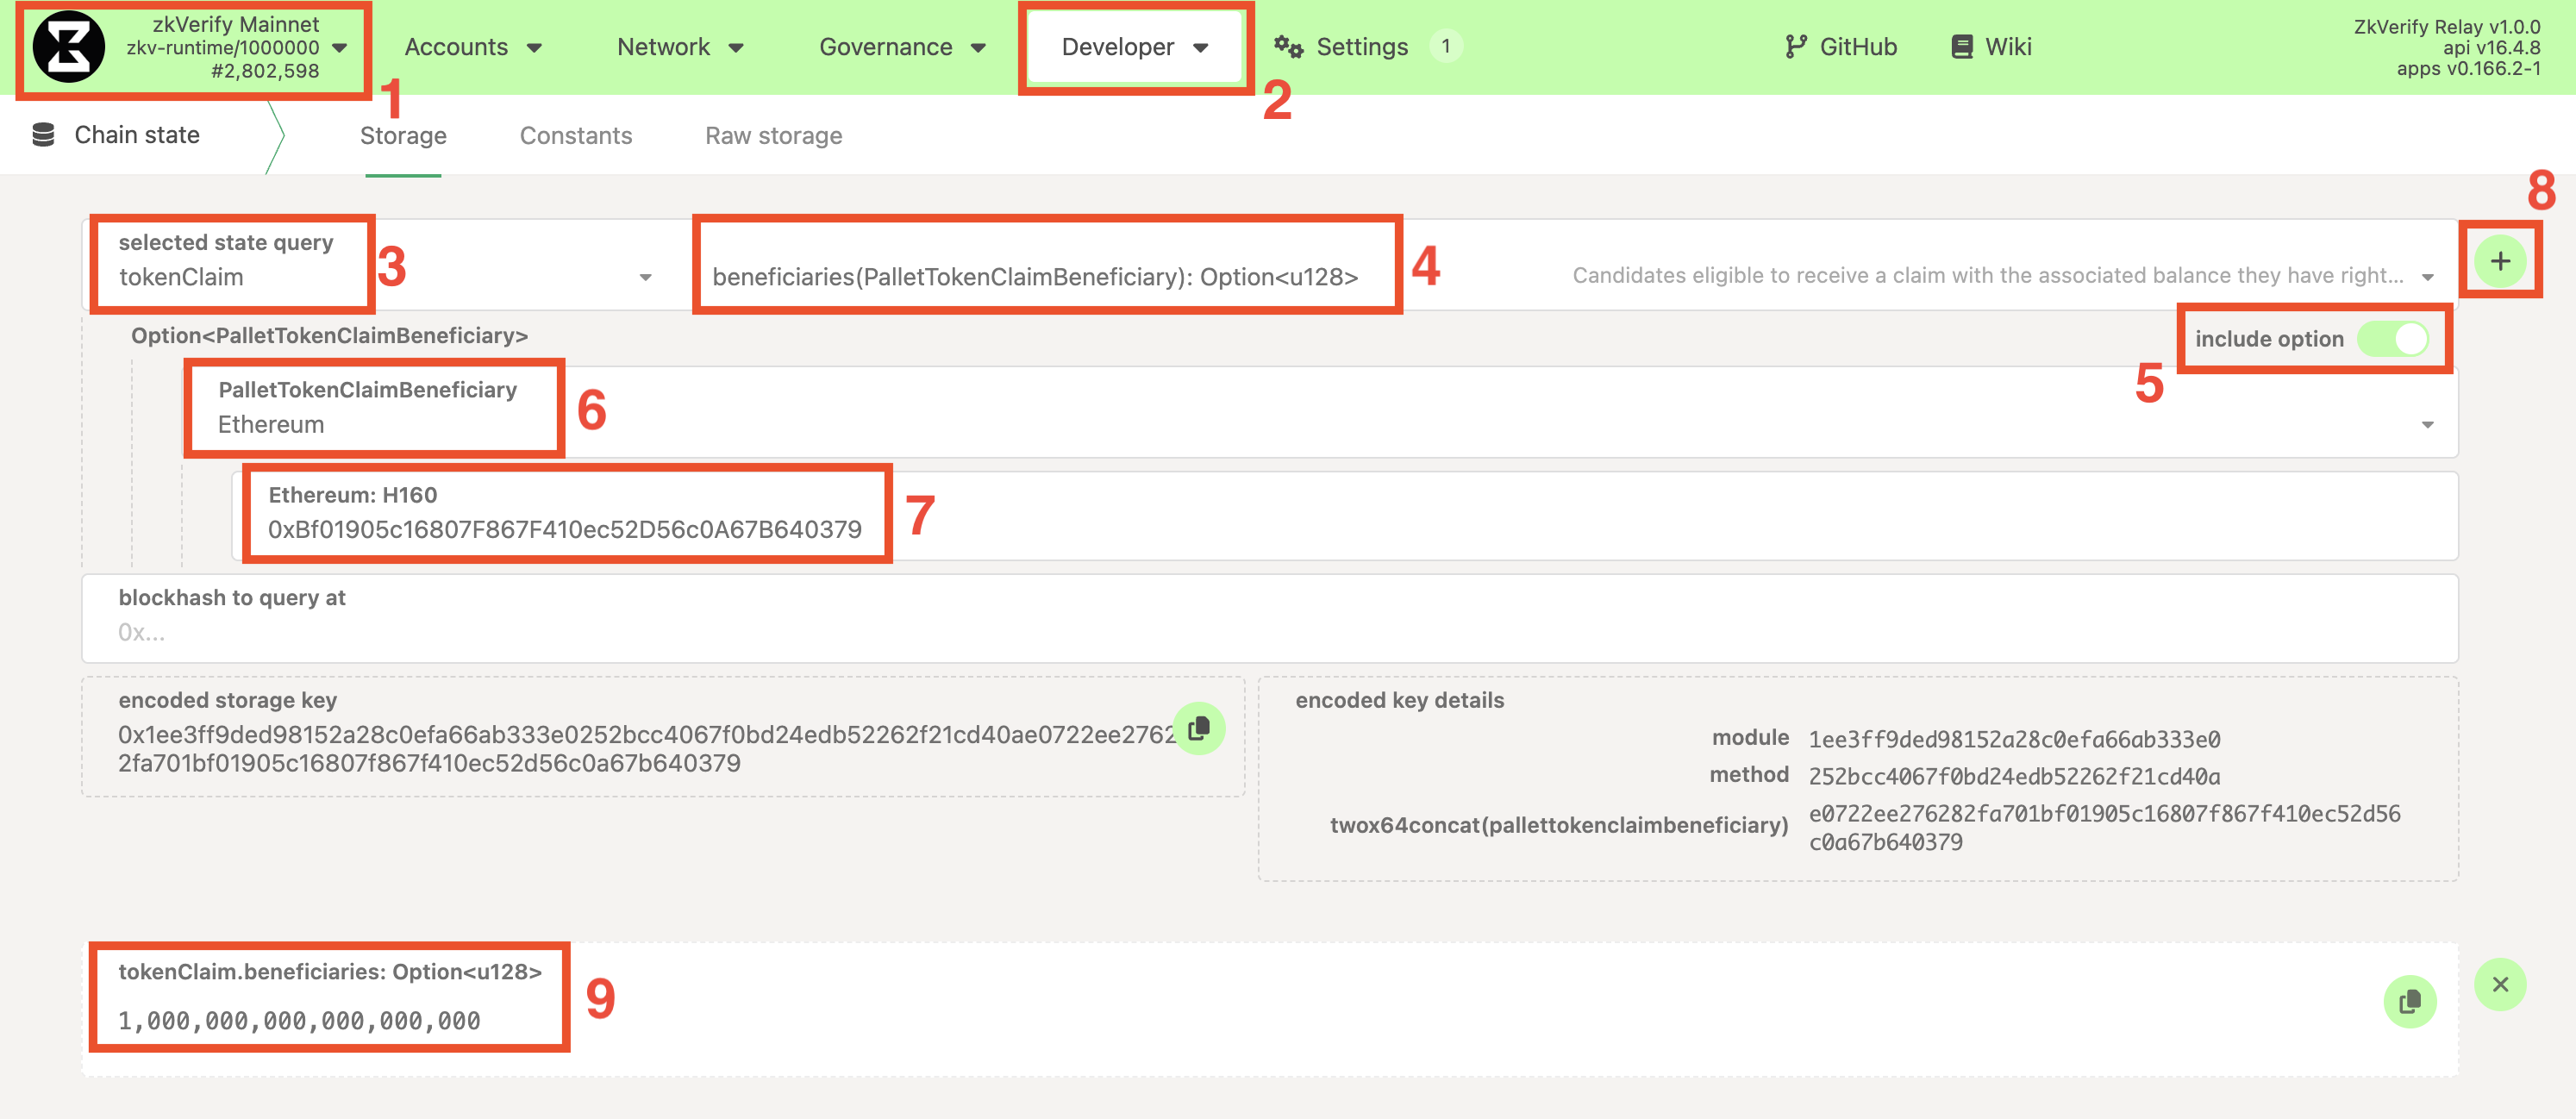 zkVerify Mainnet
zkv-runtime/1000000
#2,802,598
Accounts
Network
Governance
Developer
Settings
1
GitHub
Wiki
ZkVerify Relay v1.0.0
api v16.4.8
apps v0.166.2-1
1
2
Chain state
Storage
Constants
Raw storage
8
selected state query
tokenClaim
3
beneficiaries(PalletTokenClaimBeneficiary): Option<u128>
4
Candidates eligible to receive a claim with the associated balance they have right...
+
Option<PalletTokenClaimBeneficiary>
include option
5
PalletTokenClaimBeneficiary
Ethereum
6
Ethereum: H160
0xBf01905c16807F867F410ec52D56c0A67B640379
7
blockhash to query at
0x...
encoded storage key
0x1ee3ff9ded98152a28c0efa66ab333e0252bcc4067f0bd24edb52262f21cd40ae0722ee2762
2fa701bf01905c16807f867f410ec52d56c0a67b640379
encoded key details
module 1ee3ff9ded98152a28c0efa66ab333e0
method 252bcc4067f0bd24edb52262f21cd40a
twox64concat(pallettokenclaimbeneficiary) e0722ee276282fa701bf01905c16807f867f410ec52d56
c0a67b640379
tokenClaim.beneficiaries: Option<u128>
1,000,000,000,000,000,000
9